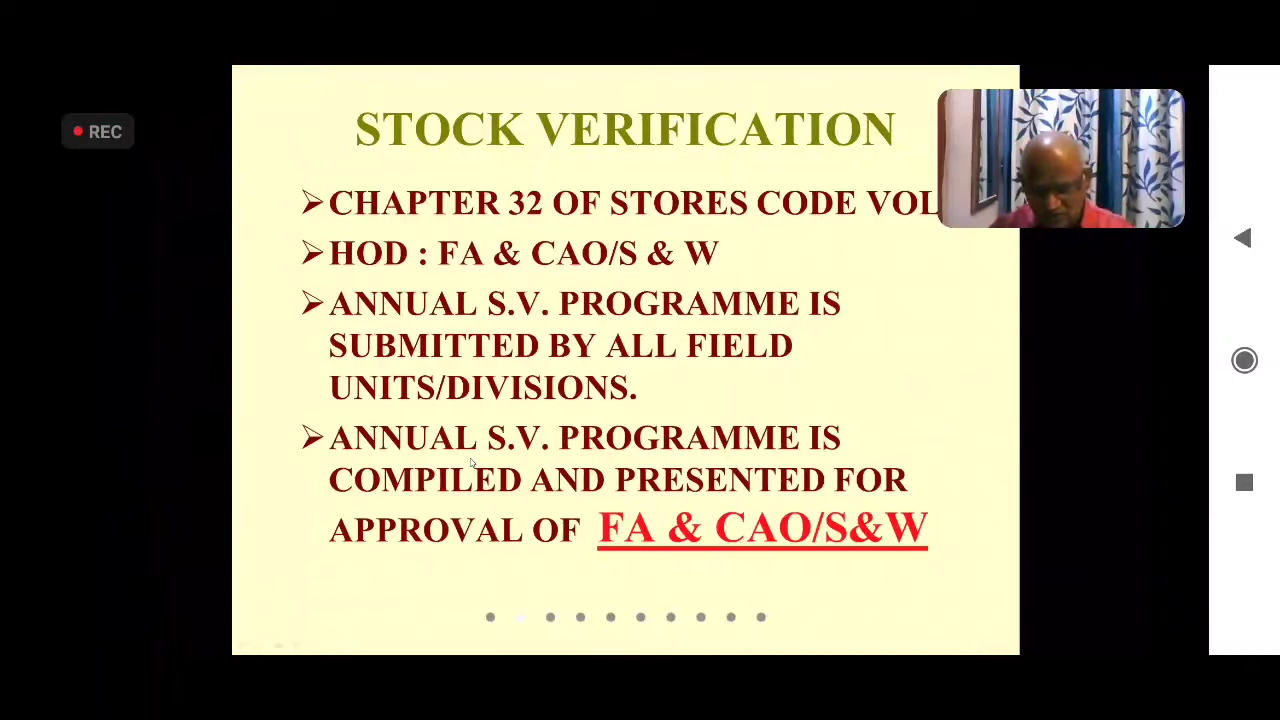 REC
STOCK VERIFICATION
➢CHAPTER 32 OF STORES CODE VOL
➢HOD : FA & CAO/S & W
➢ANNUAL S.V. PROGRAMME IS
SUBMITTED BY ALL FIELD
UNITS/DIVISIONS.
➢ANNUAL S.V. PROGRAMME IS
COMPILED AND PRESENTED FOR
APPROVAL OF FA & CAO/S&W